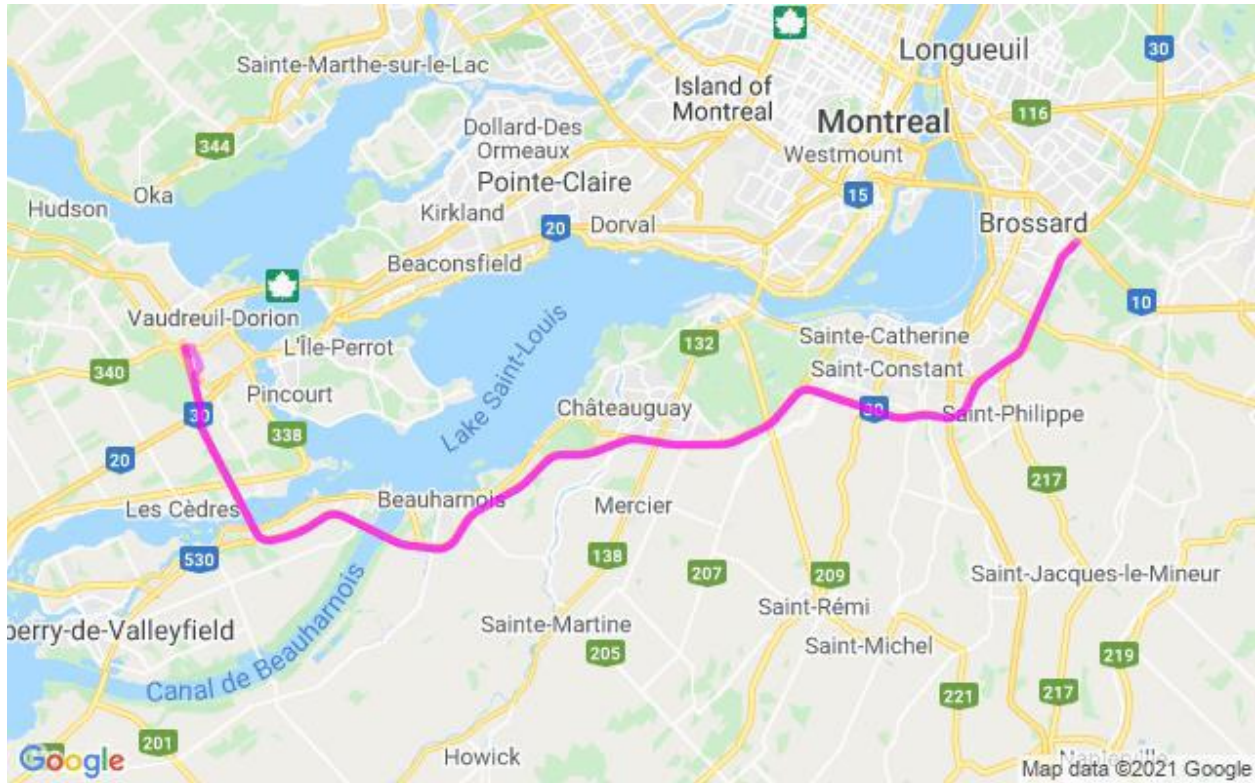 Longueuil
30
Sainte-Marthe-sur-le-Lac
Island of
Montreal
116
Montreal
Dollard-Des
Ormeaux
344
Westmount
Pointe-Claire
15
Oka
Hudson
Kirkland
20
Dorval
Brossard
Beaconsfield
10
Vaudreuil-Dorion
L'Île-Perrot
132
Sainte-Catherine
340
Saint-Constant
Pincourt
Lake Saint-Louis
30
Châteauguay
30
Saint-Philippe
338
20
217
Beauharnois
Les Cèdres
Mercier
530
138
207
209
Saint-Jacques-le-Mineur
Canal de Beauharnois
Saint-Rémi
perry-de-Valleyfield
Sainte-Martine
Saint-Michel
205
219
221
217
201
Howick
Napierville
Google
Map data ©2021 Google